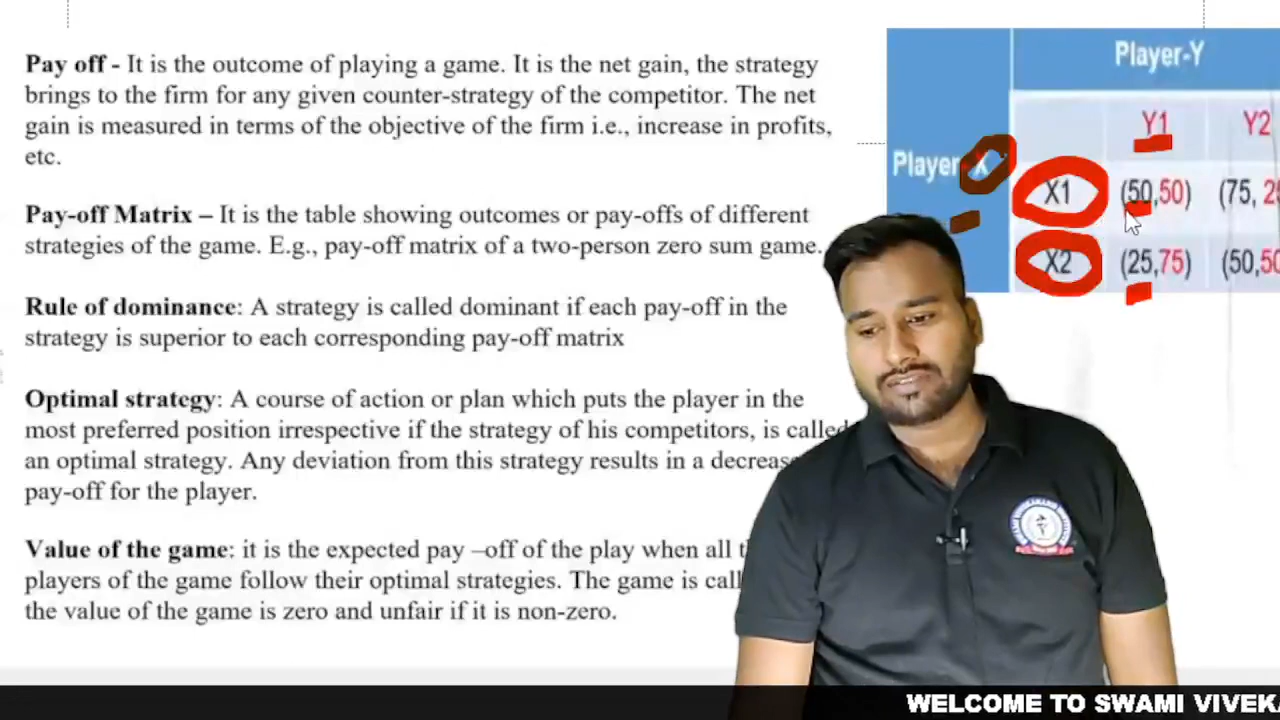 Pay off - It is the outcome of playing a game. It is the net gain, the strategy
brings to the firm for any given counter-strategy of the competitor. The net
gain is measured in terms of the objective of the firm i.e., increase in profits,
etc.
Pay-off Matrix – It is the table showing outcomes or pay-offs of different
strategies of the game. E.g., pay-off matrix of a two-person zero sum game.
Rule of dominance: A strategy is called dominant if each pay-off in the
strategy is superior to each corresponding pay-off matrix
Optimal strategy: A course of action or plan which puts the player in the
most preferred position irrespective if the strategy of his competitors, is called
an optimal strategy. Any deviation from this strategy results in a decrease
pay-off for the player.
Value of the game: it is the expected pay –off of the play when all
players of the game follow their optimal strategies. The game is
the value of the game is zero and unfair if it is non-zero.
Player-Y
Y1 Y2
Player-X
X1 (50,50) (75,
X2 (25,75) (50,
WELCOME TO SWAMI